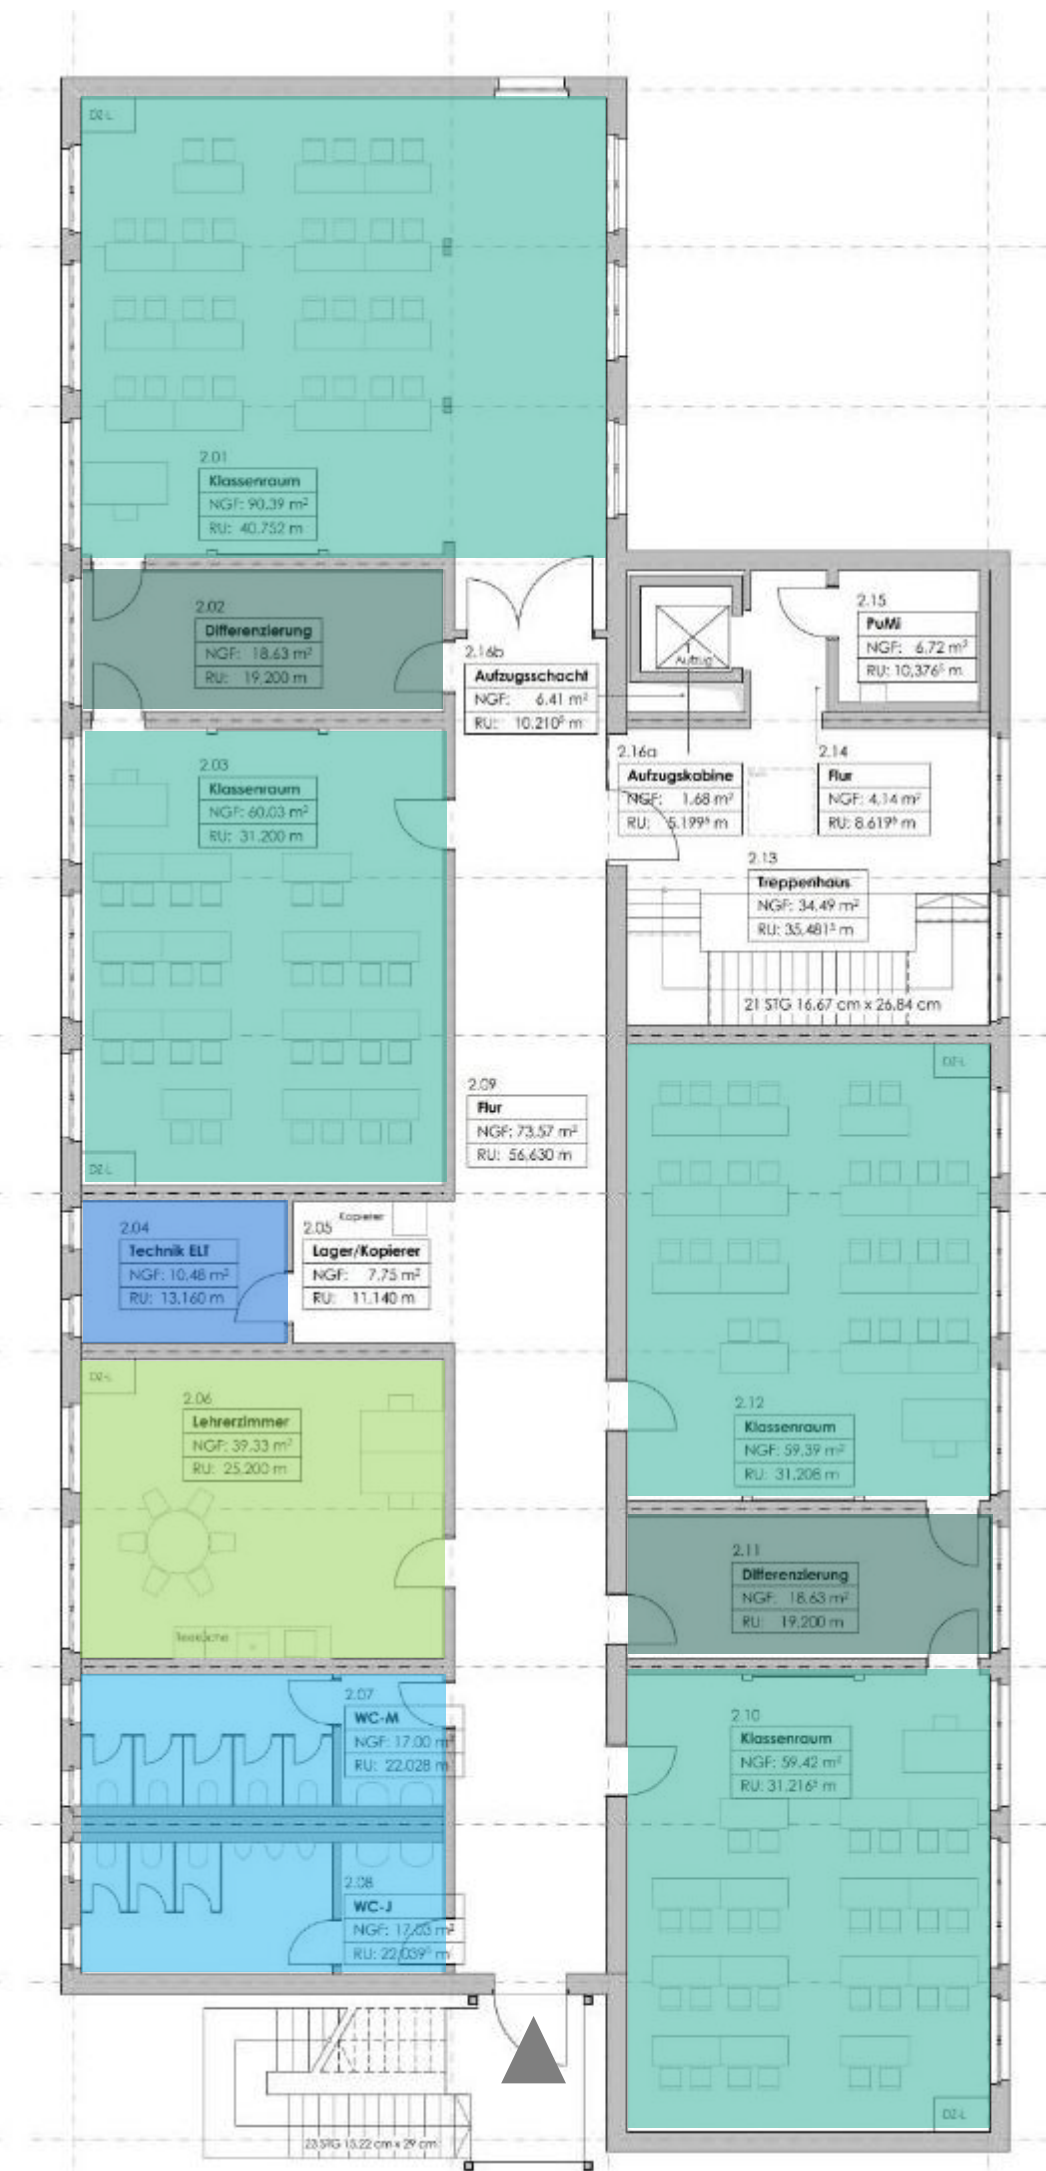 DZ-L
2.01
Klassenraum
NGF: 90,39 m²
RU: 40.752 m
2.02
Differenzierung
NGF: 18,63 m²
RU: 19,200 m
2.15
PuMi
NGF: 6,72 m²
RU: 10,376⁵ m
Aufzug
2.16b
Aufzugsschacht
NGF: 6,41 m²
RU: 10.210⁵ m
2.03
Klassenraum
NGF: 60,03 m²
RU: 31.200 m
2.16a
Aufzugskabine
NGF: 1,68 m²
RU: 5.199⁵ m
2.14
Flur
NGF: 4,14 m²
RU: 8.619⁵ m
2.13
Treppenhaus
NGF: 34,49 m²
RU: 35,481⁵ m
21 STG 16,67 cm x 26,84 cm
DZ-L
2.09
Flur
NGF: 73,57 m²
RU: 56,630 m
DZ-L
2.04
Technik ELT
NGF: 10,48 m²
RU: 13,160 m
Kopierer
2.05
Lager/Kopierer
NGF: 7,75 m²
RU: 11,140 m
DZ-L
2.06
Lehrerzimmer
NGF: 39,33 m²
RU: 25,200 m
2.12
Klassenraum
NGF: 59,39 m²
RU: 31,208 m
2.11
Differenzierung
NGF: 18,63 m²
RU: 19,200 m
Teeküche
2.07
WC-M
NGF: 17,00 m²
RU: 22,028 m
2.10
Klassenraum
NGF: 59,42 m²
RU: 31,216⁵ m
2.08
WC-J
NGF: 17,03 m²
RU: 22,039⁵ m
DZ-L
23 STG 15,22 cm x 29 cm